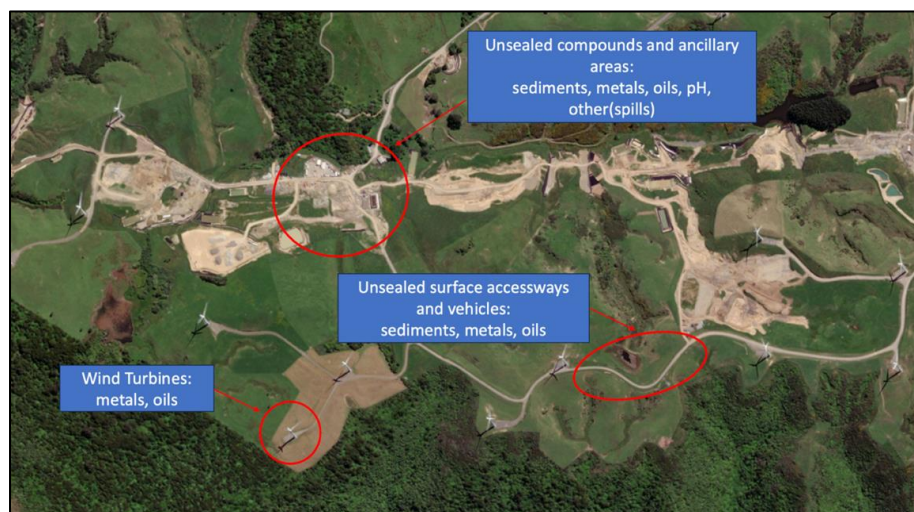 Unsealed compounds and ancillary
areas:
sediments, metals, oils, pH,
other(spills)
Unsealed surface accessways
and vehicles:
sediments, metals, oils
Wind Turbines:
metals, oils